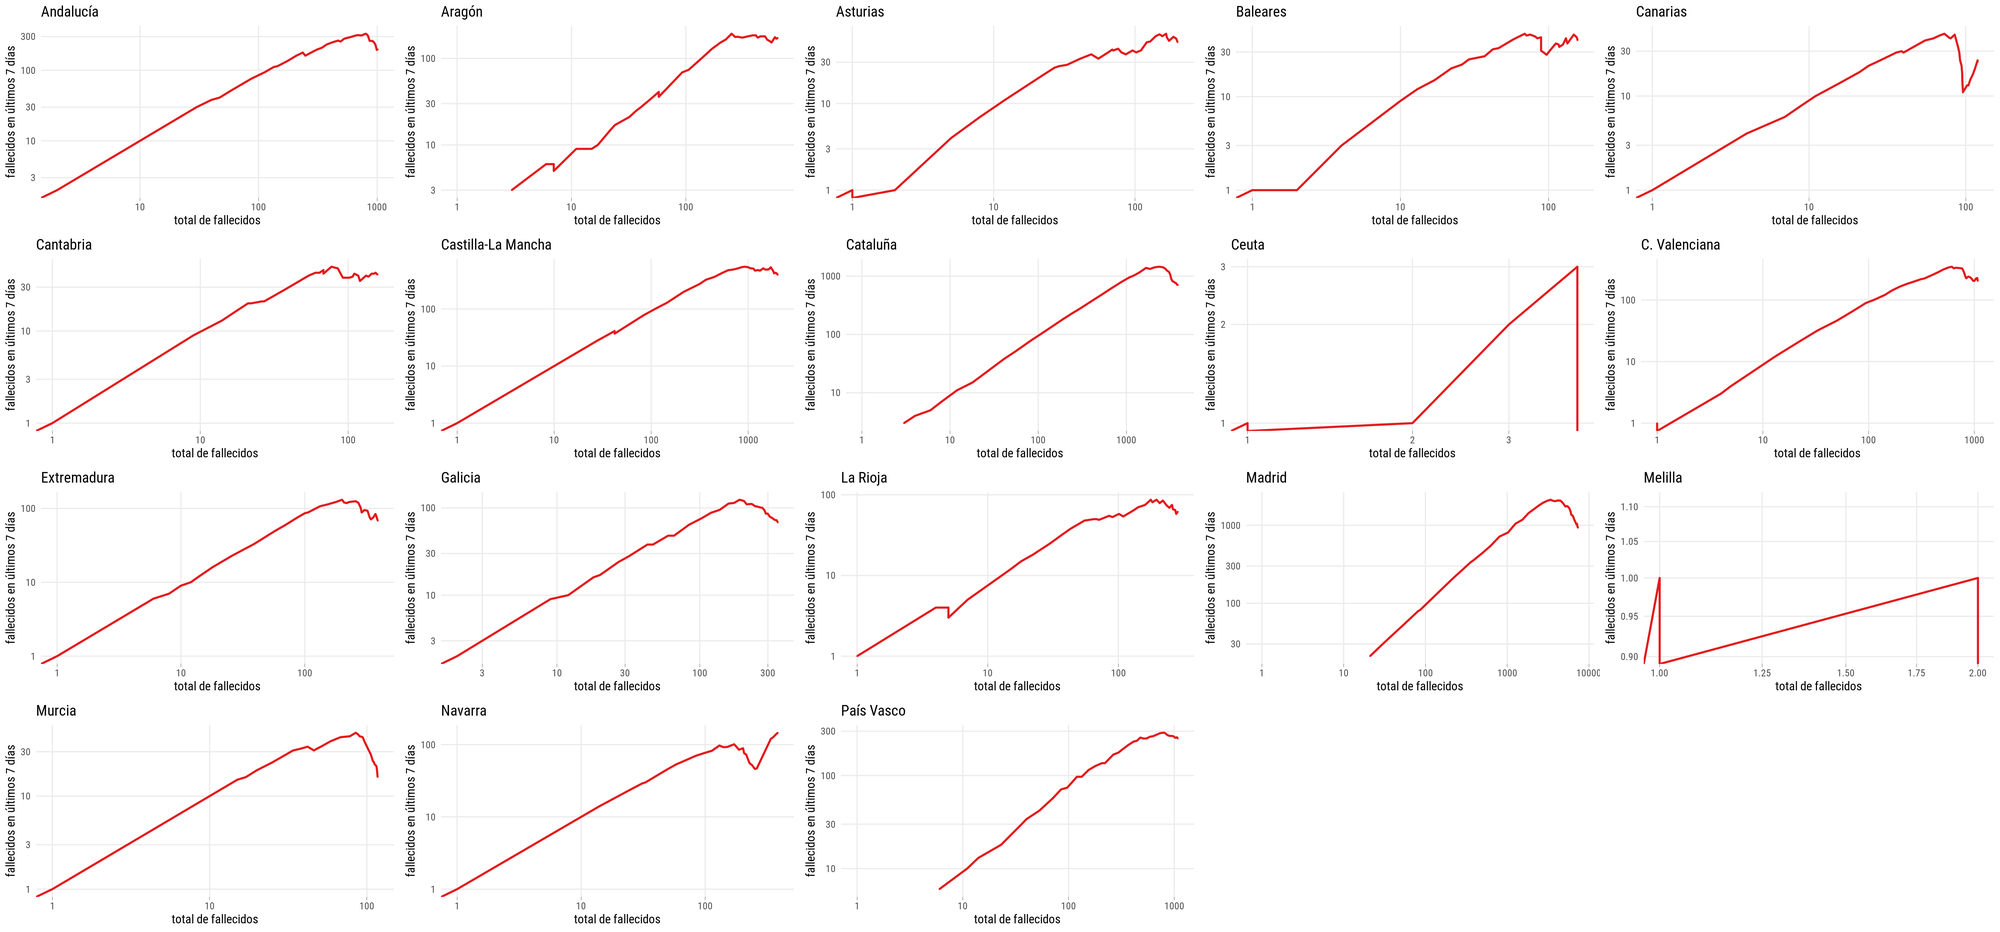 Andalucía
fallecidos en últimos 7 días
300
100
30
10
3
10
100
1000
total de fallecidos
Aragón
fallecidos en últimos 7 días
100
30
10
3
1
10
100
total de fallecidos
Asturias
fallecidos en últimos 7 días
30
10
3
1
1
10
100
total de fallecidos
Baleares
fallecidos en últimos 7 días
30
10
3
1
1
10
100
total de fallecidos
Canarias
fallecidos en últimos 7 días
30
10
3
1
1
10
100
total de fallecidos
Cantabria
fallecidos en últimos 7 días
30
10
3
1
1
10
100
total de fallecidos
Castilla-La Mancha
fallecidos en últimos 7 días
100
10
1
1
10
100
1000
total de fallecidos
Cataluña
fallecidos en últimos 7 días
1000
100
10
1
10
100
1000
total de fallecidos
Ceuta
fallecidos en últimos 7 días
3
2
1
1
2
3
total de fallecidos
C. Valenciana
fallecidos en últimos 7 días
100
10
1
1
10
100
1000
total de fallecidos
Extremadura
fallecidos en últimos 7 días
100
10
1
1
10
100
total de fallecidos
Galicia
fallecidos en últimos 7 días
100
30
10
3
3
10
30
100
300
total de fallecidos
La Rioja
fallecidos en últimos 7 días
100
10
1
1
10
100
total de fallecidos
Madrid
fallecidos en últimos 7 días
1000
300
100
30
1
10
100
1000
10000
total de fallecidos
Melilla
fallecidos en últimos 7 días
1.10
1.05
1.00
0.95
0.90
1.00
1.25
1.50
1.75
2.00
total de fallecidos
Murcia
fallecidos en últimos 7 días
30
10
3
1
1
10
100
total de fallecidos
Navarra
fallecidos en últimos 7 días
100
10
1
1
10
100
total de fallecidos
País Vasco
fallecidos en últimos 7 días
300
100
30
10
1
10
100
1000
total de fallecidos